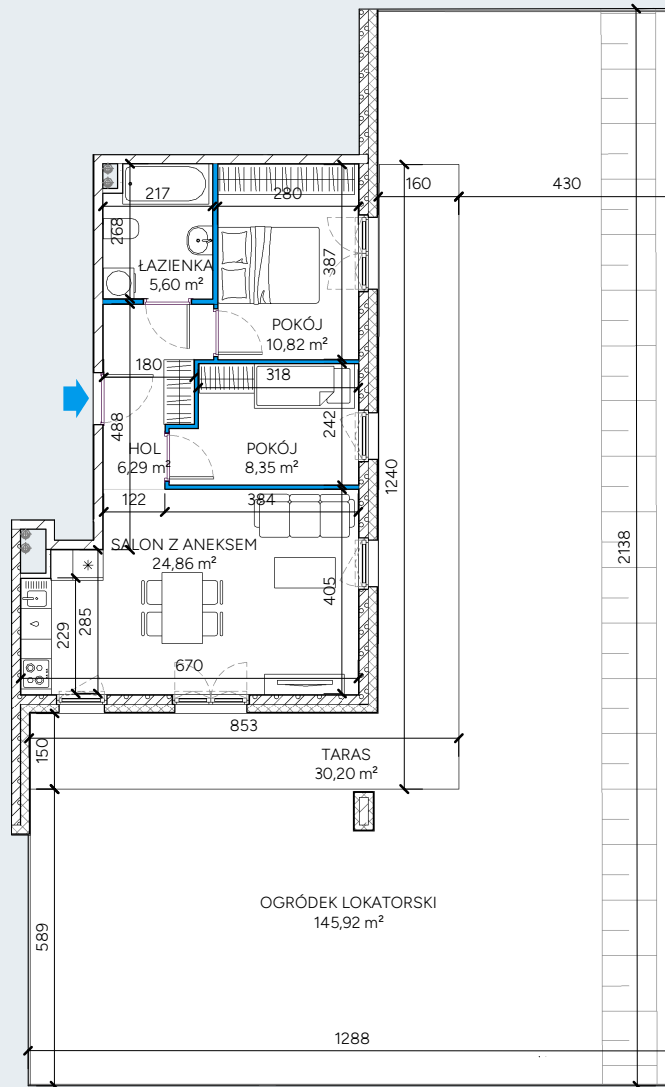 217
280
160
430
268
387
ŁAZIENKA
5,60 m²
POKÓJ
10,82 m²
180
318
488
242
HOL
6,29 m²
POKÓJ
8,35 m²
1240
122
384
2138
SALON Z ANEKSEM
24,86 m²
405
229
285
670
853
150
TARAS
30,20 m²
OGRÓDEK LOKATORSKI
145,92 m²
589
1288